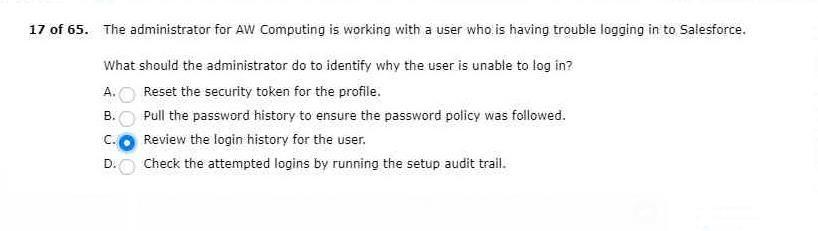 17 of 65. The administrator for AW Computing is working with a user who is having trouble logging in to Salesforce.
What should the administrator do to identify why the user is unable to log in?
A. Reset the security token for the profile.
B. Pull the password history to ensure the password policy was followed.
C. Review the login history for the user.
D. Check the attempted logins by running the setup audit trail.